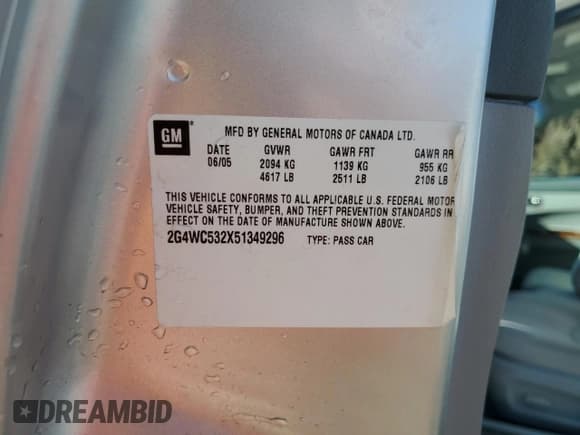 GM
MFD BY GENERAL MOTORS OF CANADA LTD.
DATE GVWR GAWR FRT GAWR RR
06/05 2094 KG 1139 KG 955 KG
4617 LB 2511 LB 2106 LB
THIS VEHICLE CONFORMS TO ALL APPLICABLE U.S. FEDERAL MOTOR
VEHICLE SAFETY, BUMPER, AND THEFT PREVENTION STANDARDS IN
EFFECT ON THE DATE OF MANUFACTURE SHOWN ABOVE.
2G4WC532X51349296 TYPE: PASS CAR
DREAMBID